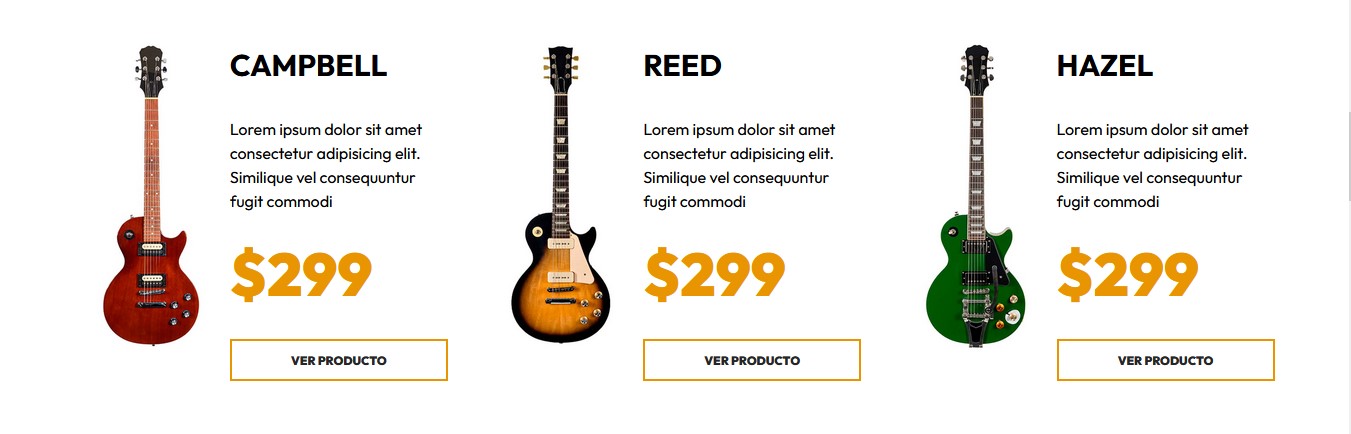 CAMPBELL
Lorem ipsum dolor sit amet
consectetur adipisicing elit.
Similique vel consequuntur
fugit commodi
$299
VER PRODUCTO
REED
Lorem ipsum dolor sit amet
consectetur adipisicing elit.
Similique vel consequuntur
fugit commodi
$299
VER PRODUCTO
HAZEL
Lorem ipsum dolor sit amet
consectetur adipisicing elit.
Similique vel consequuntur
fugit commodi
$299
VER PRODUCTO